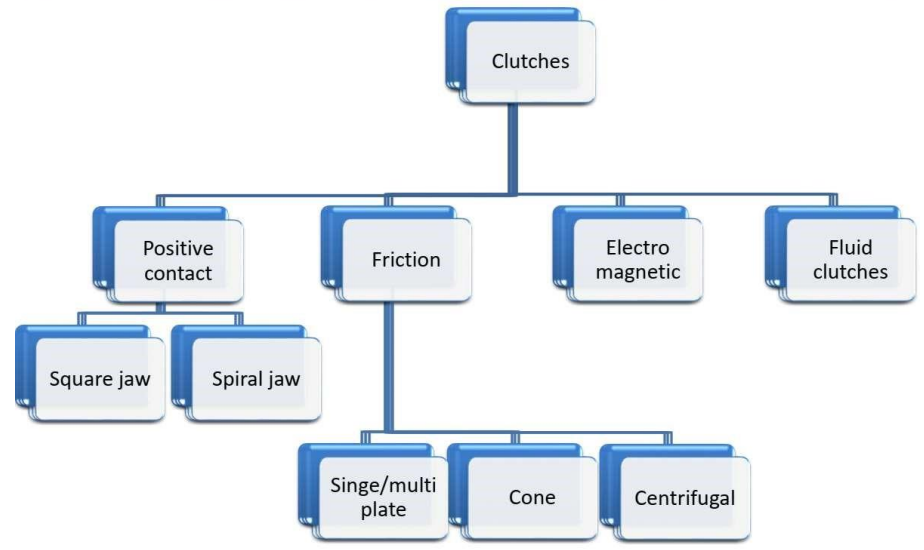 Clutches
Positive
contact
Friction
Electro
magnetic
Fluid
clutches
Square jaw
Spiral jaw
Singe/multi
plate
Cone
Centrifugal